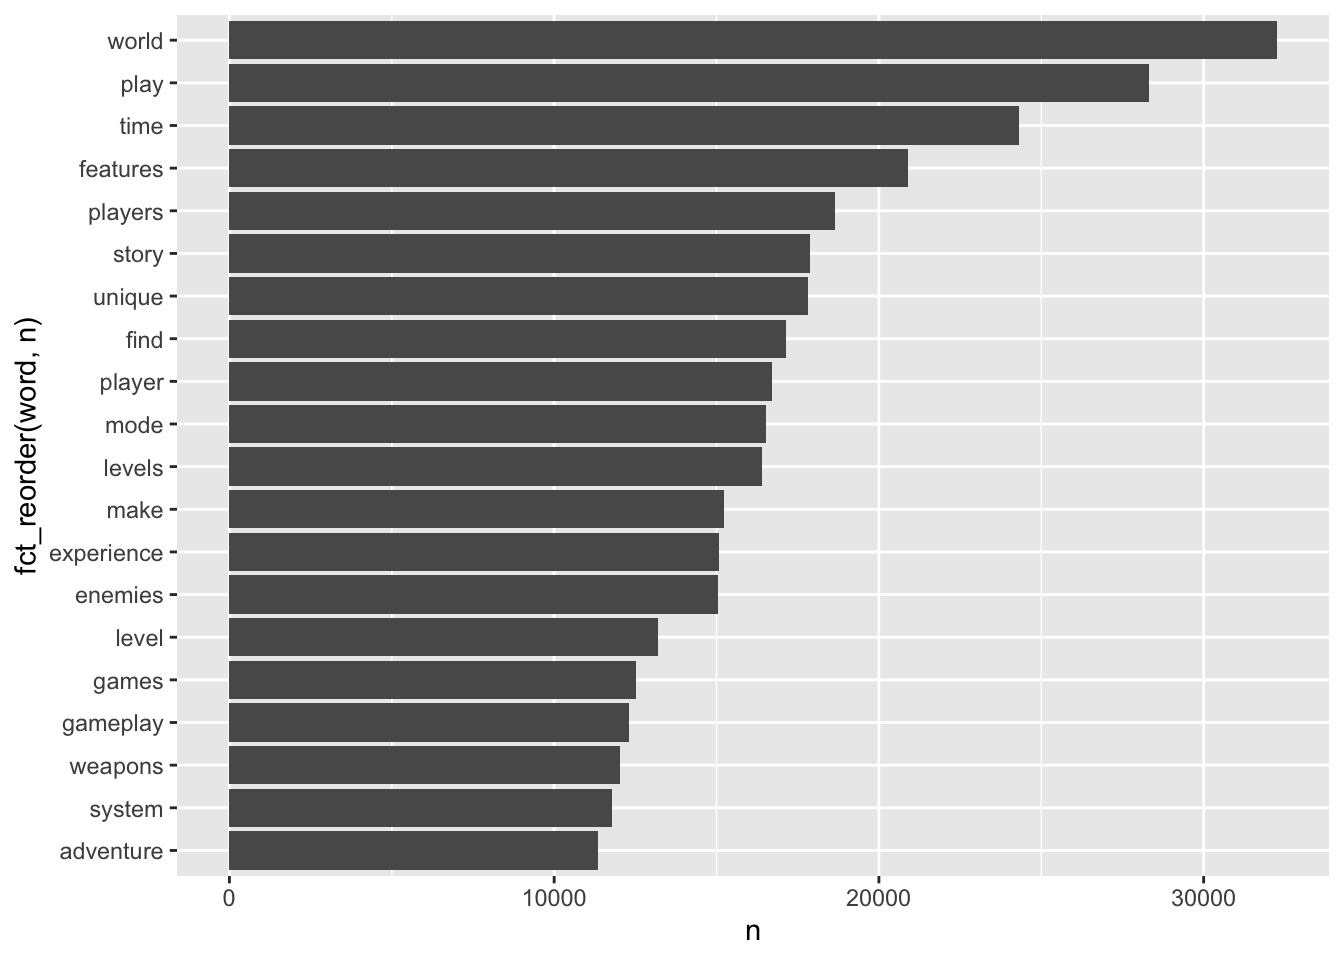 world
play
time
features
players
story
unique
find
player
mode
levels
make
experience
enemies
level
games
gameplay
weapons
system
adventure
fct_reorder(word, n)
0 10000 20000 30000
n